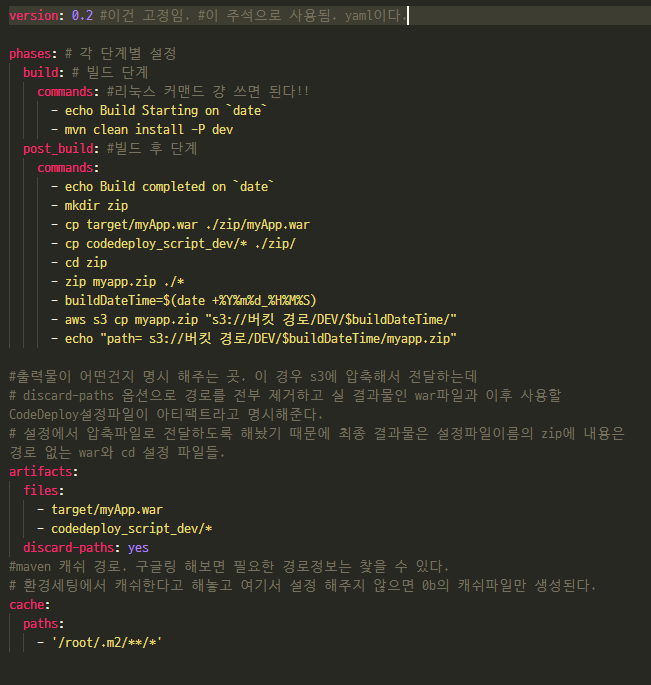 version: 0.2 #이건 고정임. #이 주석으로 사용됨. yaml이다.
phases: # 각 단계별 설정
build: # 빌드 단계
commands: #리눅스 커맨드 걍 쓰면 된다!!
- echo Build Starting on `date`
- mvn clean install -P dev
post_build: #빌드 후 단계
commands:
- echo Build completed on `date`
- mkdir zip
- cp target/myApp.war ./zip/myApp.war
- cp codedeploy_script_dev/* ./zip/
- cd zip
- zip myapp.zip ./*
- buildDateTime=$(date +%Y%m%d_%H%M%S)
- aws s3 cp myapp.zip "s3://버킷 경로/DEV/$buildDateTime/"
- echo "path= s3://버킷 경로/DEV/$buildDateTime/myapp.zip"
#출력물이 어떤건지 명시 해주는 곳. 이 경우 s3에 압축해서 전달하는데
# discard-paths 옵션으로 경로를 전부 제거하고 실 결과물인 war파일과 이후 사용할
CodeDeploy설정파일이 아티팩트라고 명시해준다.
# 설정에서 압축파일로 전달하도록 해놨기 때문에 최종 결과물은 설정파일이름의 zip에 내용은
경로 없는 war와 cd 설정 파일들.
artifacts:
files:
- target/myApp.war
- codedeploy_script_dev/*
discard-paths: yes
#maven 캐쉬 경로. 구글링 해보면 필요한 경로정보는 찾을 수 있다.
# 환경세팅에서 캐쉬한다고 해놓고 여기서 설정 해주지 않으면 0b의 캐쉬파일만 생성된다.
cache:
paths:
- '/root/.m2/**/*'